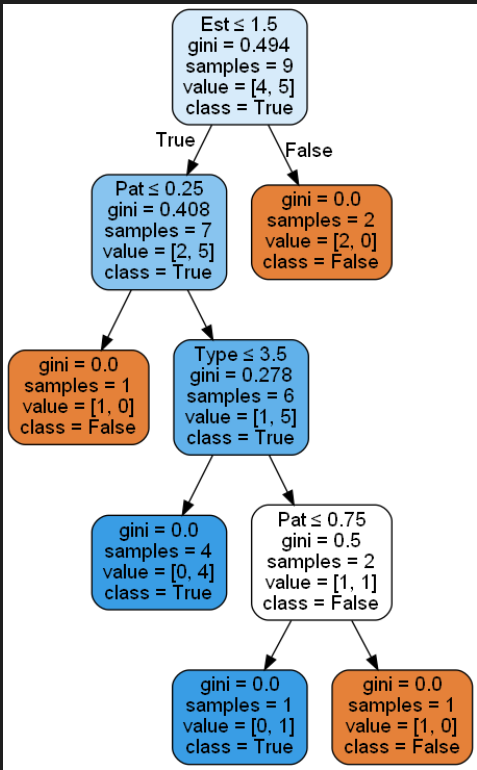 Est ≤ 1.5
gini = 0.494
samples = 9
value = [4, 5]
class = True
True
False
Pat ≤ 0.25
gini = 0.408
samples = 7
value = [2, 5]
class = True
gini = 0.0
samples = 2
value = [2, 0]
class = False
gini = 0.0
samples = 1
value = [1, 0]
class = False
Type ≤ 3.5
gini = 0.278
samples = 6
value = [1, 5]
class = True
gini = 0.0
samples = 4
value = [0, 4]
class = True
Pat ≤ 0.75
gini = 0.5
samples = 2
value = [1, 1]
class = False
gini = 0.0
samples = 1
value = [0, 1]
class = True
gini = 0.0
samples = 1
value = [1, 0]
class = False